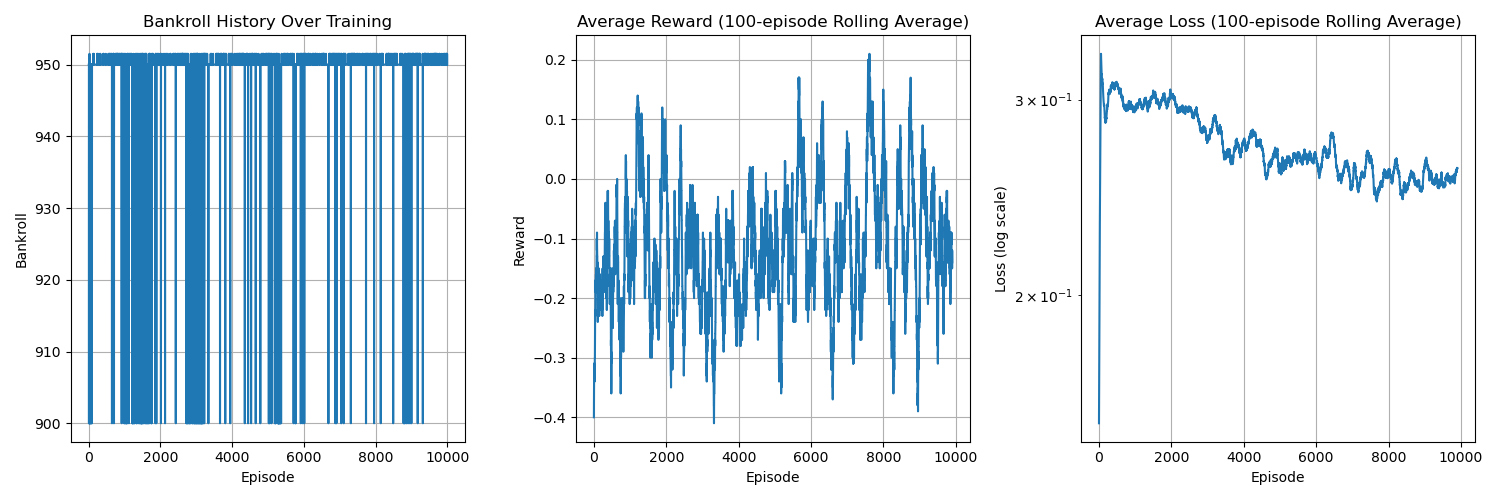 Bankroll History Over Training
950
940
930
920
910
900
Bankroll
0
2000
4000
6000
8000
10000
Episode
Average Reward (100-episode Rolling Average)
0.2
0.1
0.0
−0.1
−0.2
−0.3
−0.4
Reward
0
2000
4000
6000
8000
10000
Episode
Average Loss (100-episode Rolling Average)
3 × 10⁻¹
2 × 10⁻¹
Loss (log scale)
0
2000
4000
6000
8000
10000
Episode